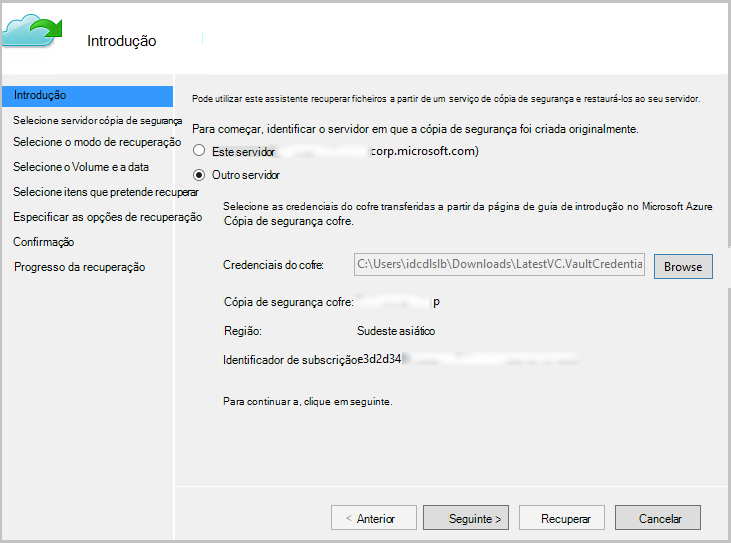 Introdução
Introdução
Selecione servidor cópia de segurança
Selecione o modo de recuperação
Selecione o Volume e a data
Selecione itens que pretende recuperar
Especificar as opções de recuperação
Confirmação
Progresso da recuperação
Pode utilizar este assistente recuperar ficheiros a partir de um serviço de cópia de segurança e restaurá-los ao seu servidor.
Para começar, identificar o servidor em que a cópia de segurança foi criada originalmente.
Este servidor corp.microsoft.com)
Outro servidor
Selecione as credenciais do cofre transferidas a partir da página de guia de introdução no Microsoft Azure
Cópia de segurança cofre.
Credenciais do cofre: C:\Users\idcdlslb\Downloads\LatestVC.VaultCredentia Browse
Cópia de segurança cofre: p
Região: Sudeste asiático
Identificador de subscrição: e3d2d34
Para continuar a, clique em seguinte.
< Anterior Seguinte > Recuperar Cancelar